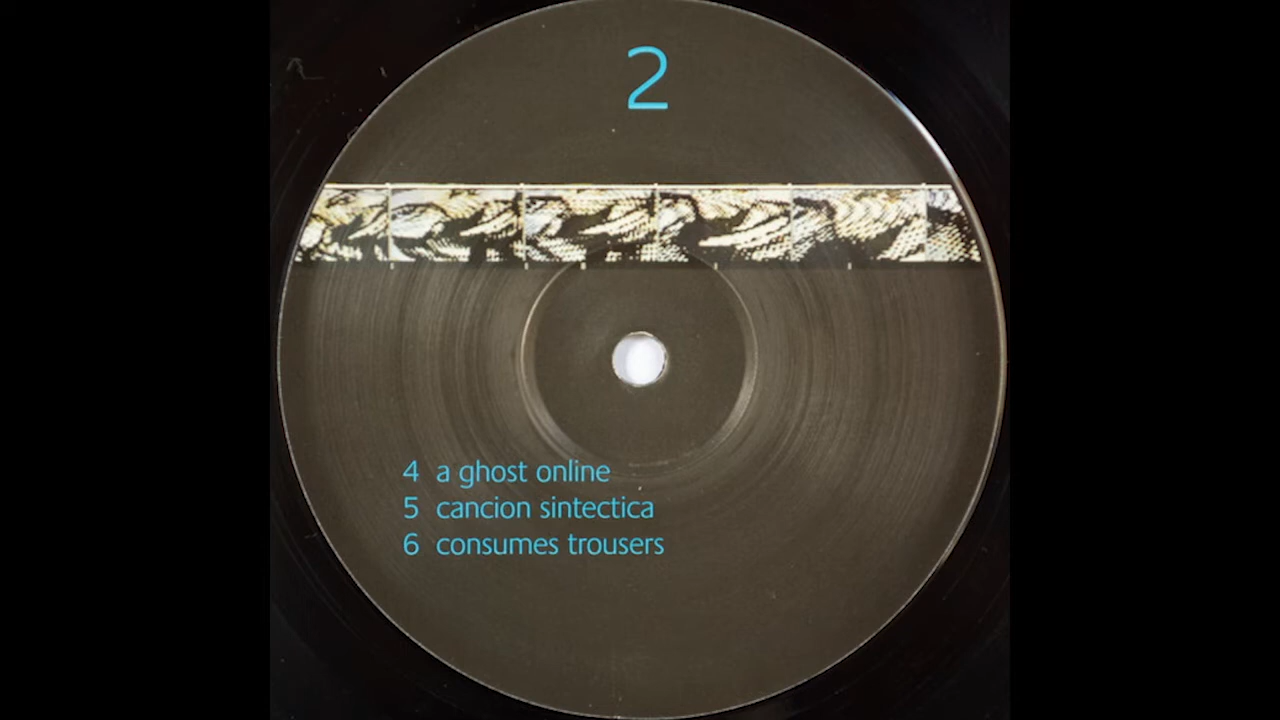 2
4 a ghost online
5 cancion sintectica
6 consumes trousers